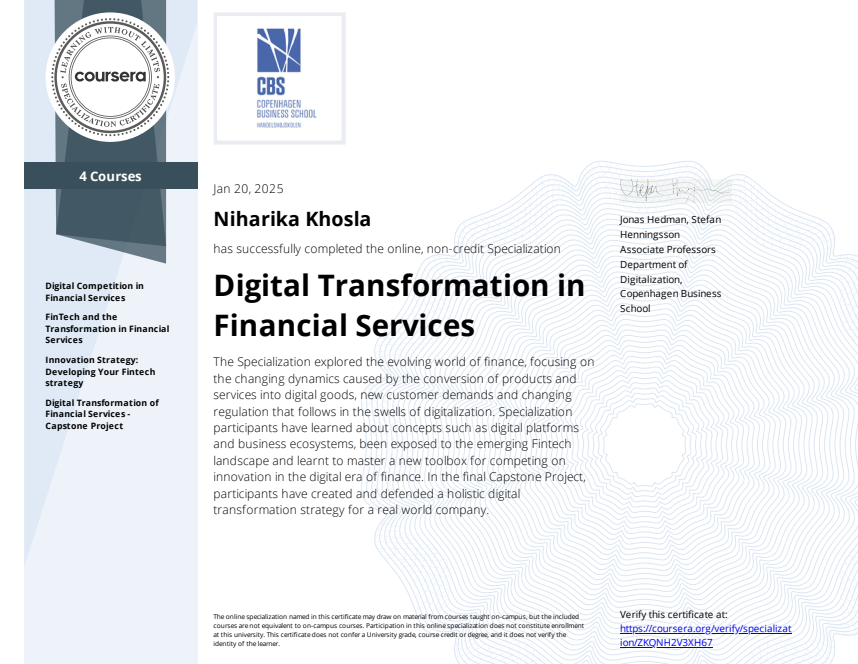 LEARNING WITHOUT LIMITS
coursera
SPECIALIZATION CERTIFICATE
4 Courses
Digital Competition in
Financial Services
FinTech and the
Transformation in Financial
Services
Innovation Strategy:
Developing Your Fintech
strategy
Digital Transformation of
Financial Services -
Capstone Project
CBS
COPENHAGEN
BUSINESS SCHOOL
HANDELSHØJSKOLEN
Jan 20, 2025
Niharika Khosla
has successfully completed the online, non-credit Specialization
Digital Transformation in
Financial Services
The Specialization explored the evolving world of finance, focusing on
the changing dynamics caused by the conversion of products and
services into digital goods, new customer demands and changing
regulation that follows in the swells of digitalization. Specialization
participants have learned about concepts such as digital platforms
and business ecosystems, been exposed to the emerging Fintech
landscape and learnt to master a new toolbox for competing on
innovation in the digital era of finance. In the final Capstone Project,
participants have created and defended a holistic digital
transformation strategy for a real world company.
The online specialization named in this certificate may draw on material from courses taught on-campus, but the included
courses are not equivalent to on-campus courses. Participation in this online specialization does not constitute enrollment
at this university. This certificate does not confer a University grade, course credit or degree, and it does not verify the
identity of the learner.
Jonas Hedman, Stefan
Henningsson
Associate Professors
Department of
Digitalization,
Copenhagen Business
School
Verify this certificate at:
https://coursera.org/verify/specializat
ion/ZKQNH2V3XH67